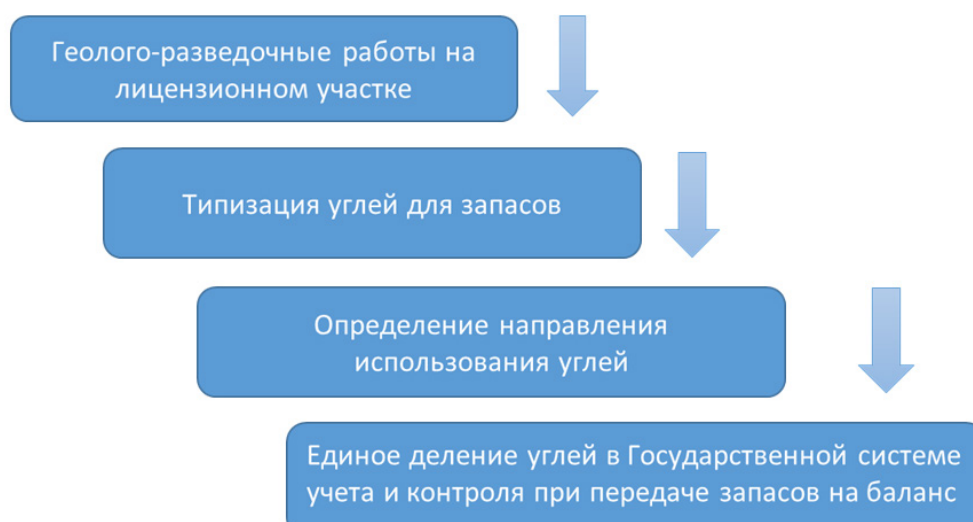 Геолого-разведочные работы на
лицензионном участке
Типизация углей для запасов
Определение направления
использования углей
Единое деление углей в Государственной системе
учета и контроля при передаче запасов на баланс